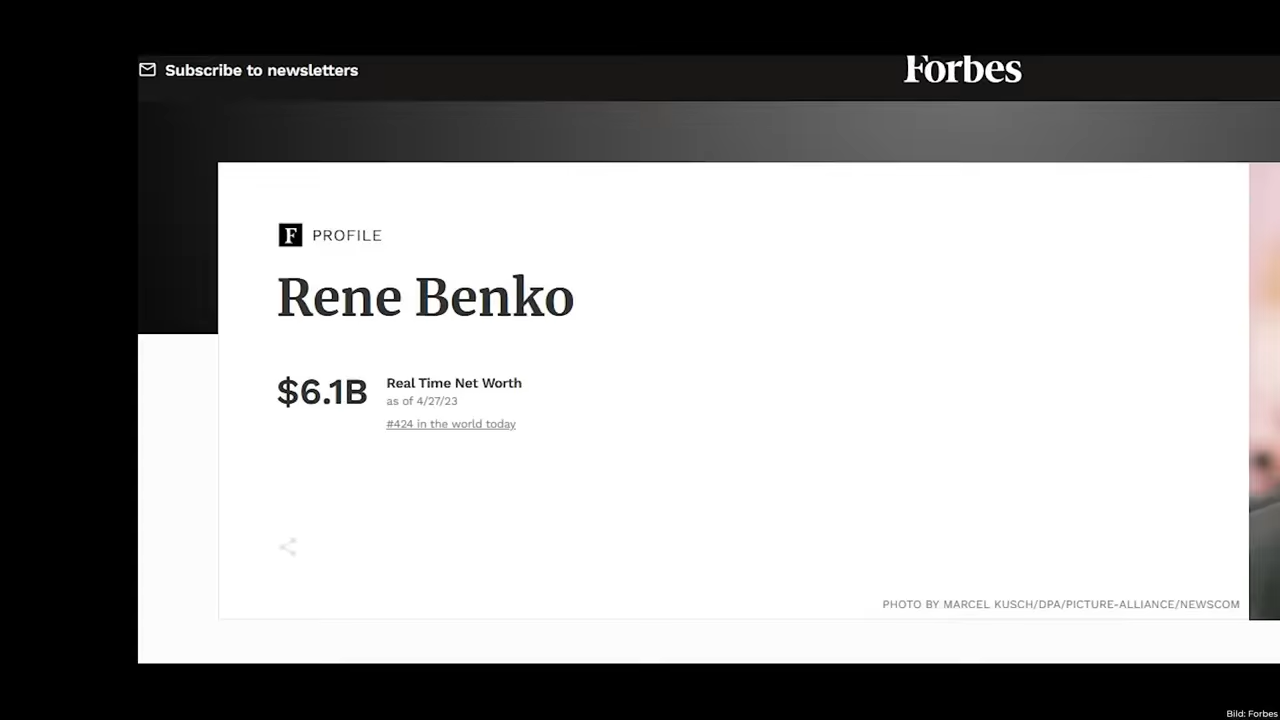 Subscribe to newsletters
Forbes
F PROFILE
Rene Benko
$6.1B
Real Time Net Worth
as of 4/27/23
#424 in the world today
PHOTO BY MARCEL KUSCH/DPA/PICTURE-ALLIANCE/NEWSCOM
Bild: Forbes